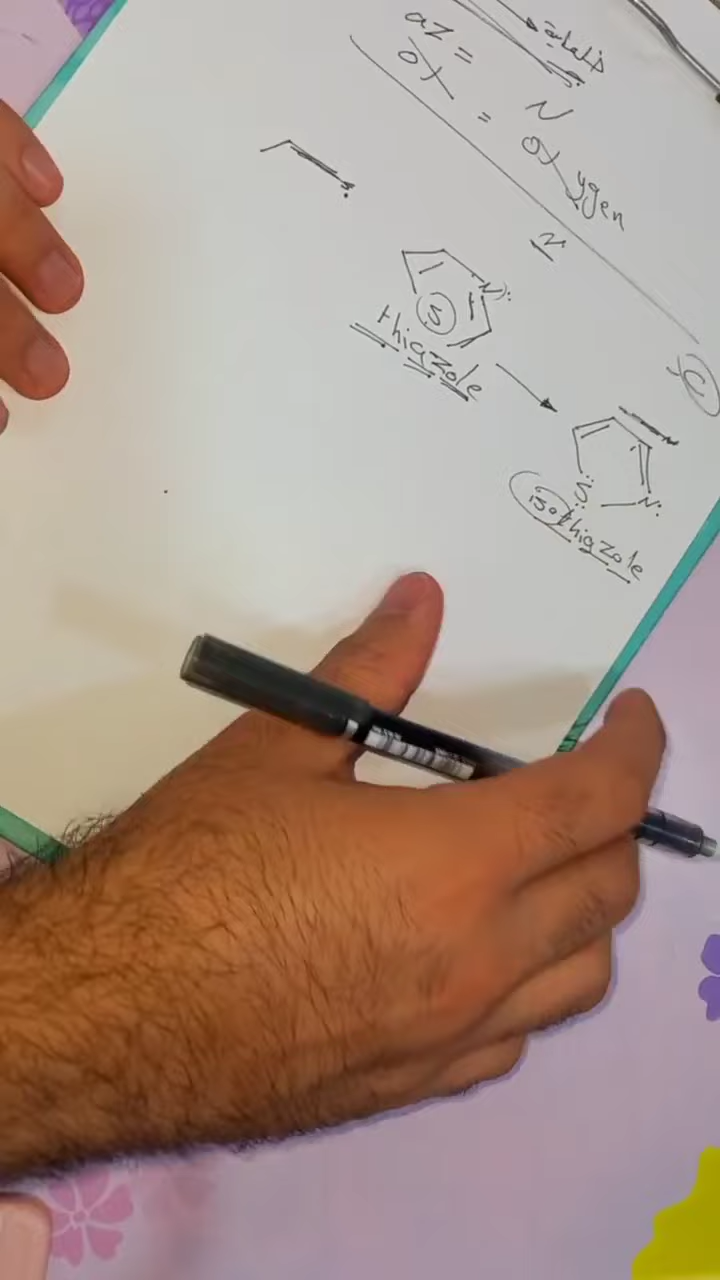 az = N
ox = oxygen
N:
S
thiazole
C
S:
N:
isothiazole